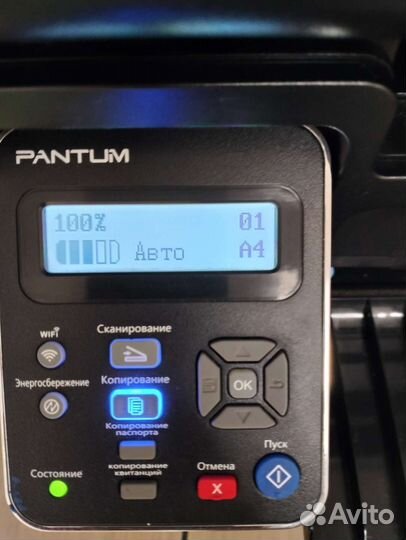 PANTUM
100% 01
Авто A4
WiFi
Сканирование
Энергосбережение
Копирование
OK
Копирование
паспорта
Состояние
копирование
квитанций
Отмена
X
Пуск
Avito